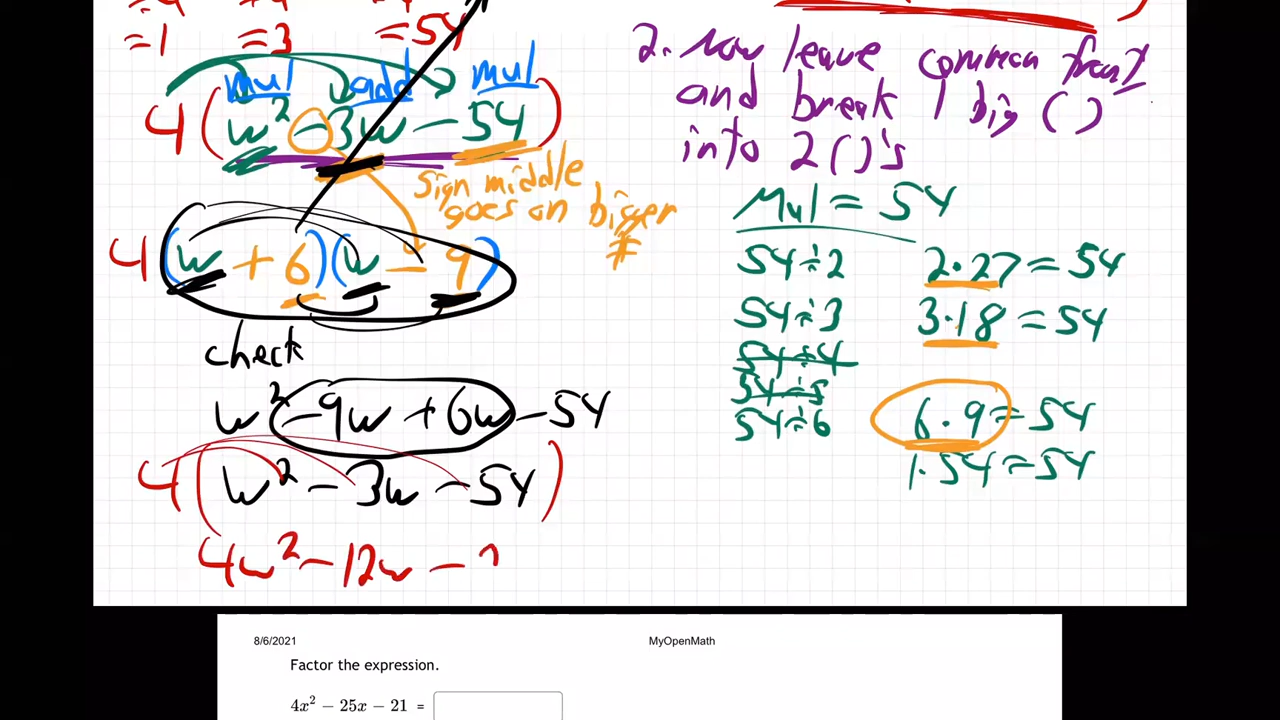 =1 =3 =54
mul add mul
4(w² - 3w - 54)
sign middle
goes on bigger
#
4(w + 6)(w - 9)
check
w² - 9w + 6w - 54
4(w² - 3w - 54)
4w² - 12w -
2. Now leave common front
and break 1 big ( )
into 2 ( )'s
Mul = 54
54÷2 2·27 = 54
54÷3 3·18 = 54
54÷4
54÷5
54÷6 6·9 = 54
1·54 = 54
8/6/2021 MyOpenMath
Factor the expression.
4x² − 25x − 21 =